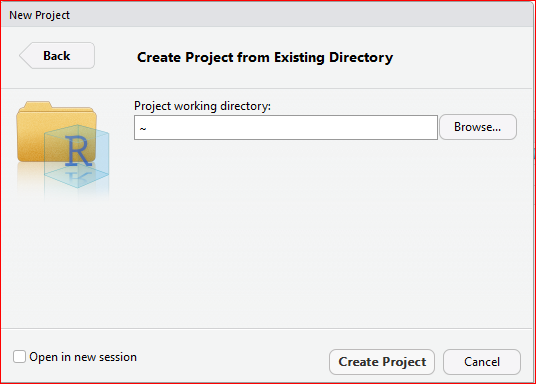 New Project
Back
Create Project from Existing Directory
Project working directory:
~
Browse...
R
Open in new session
Create Project
Cancel